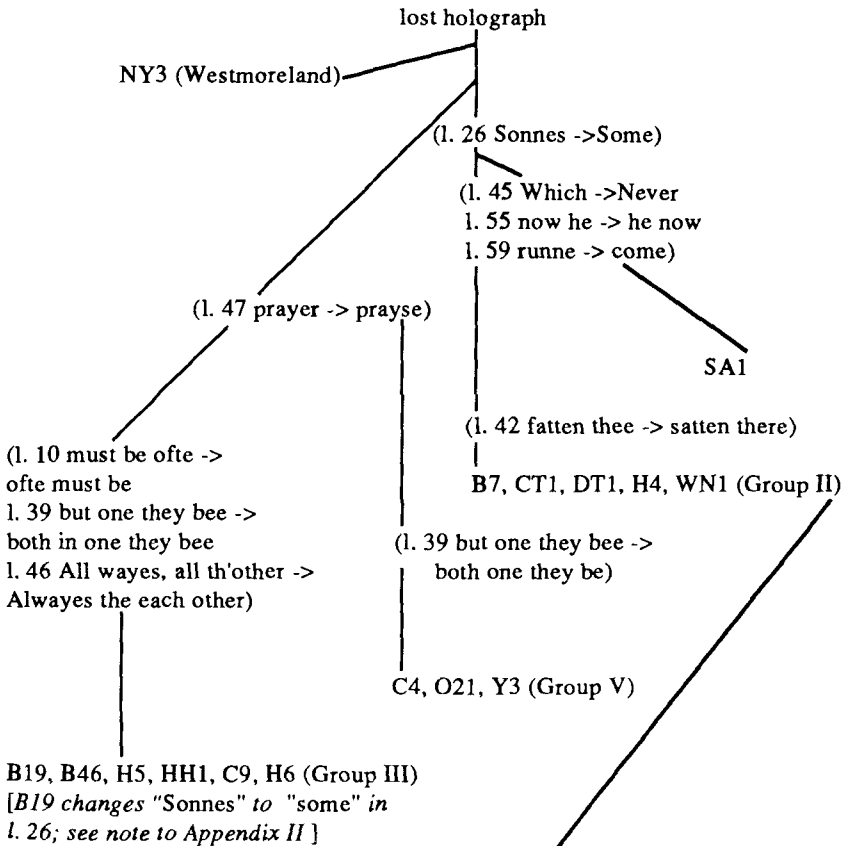 lost holograph
NY3 (Westmoreland)
(l. 26 Sonnes ->Some)
(l. 45 Which ->Never
l. 55 now he -> he now
l. 59 runne -> come)
(l. 47 prayer -> prayse)
SA1
(l. 42 fatten thee -> satten there)
B7, CT1, DT1, H4, WN1 (Group II)
(l. 10 must be ofte ->
ofte must be
l. 39 but one they bee ->
both in one they bee
l. 46 All wayes, all th'other ->
Alwayes the each other)
(l. 39 but one they bee ->
both one they be)
C4, O21, Y3 (Group V)
B19, B46, H5, HH1, C9, H6 (Group III)
[B19 changes "Sonnes" to "some" in
l. 26; see note to Appendix II ]